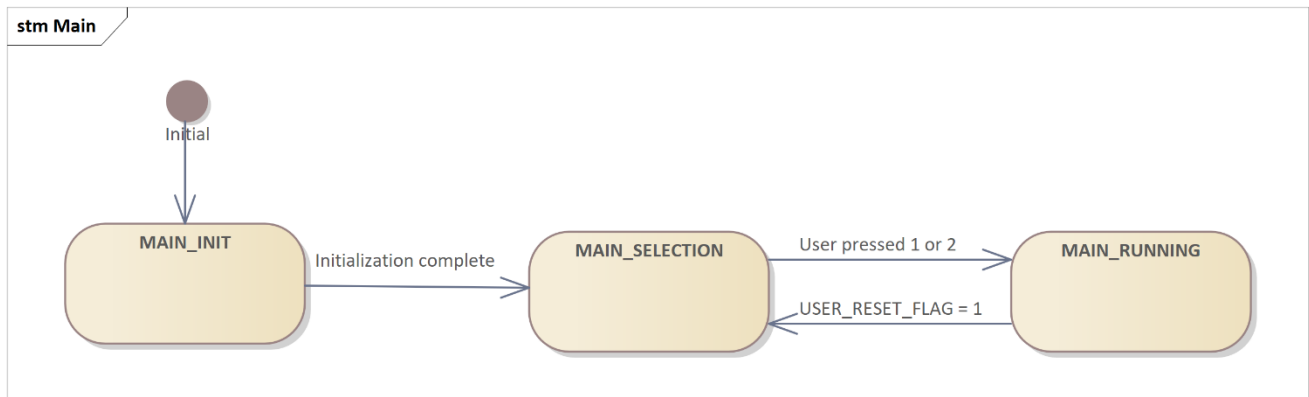 stm Main
Initial
MAIN_INIT
Initialization complete
MAIN_SELECTION
User pressed 1 or 2
USER_RESET_FLAG = 1
MAIN_RUNNING